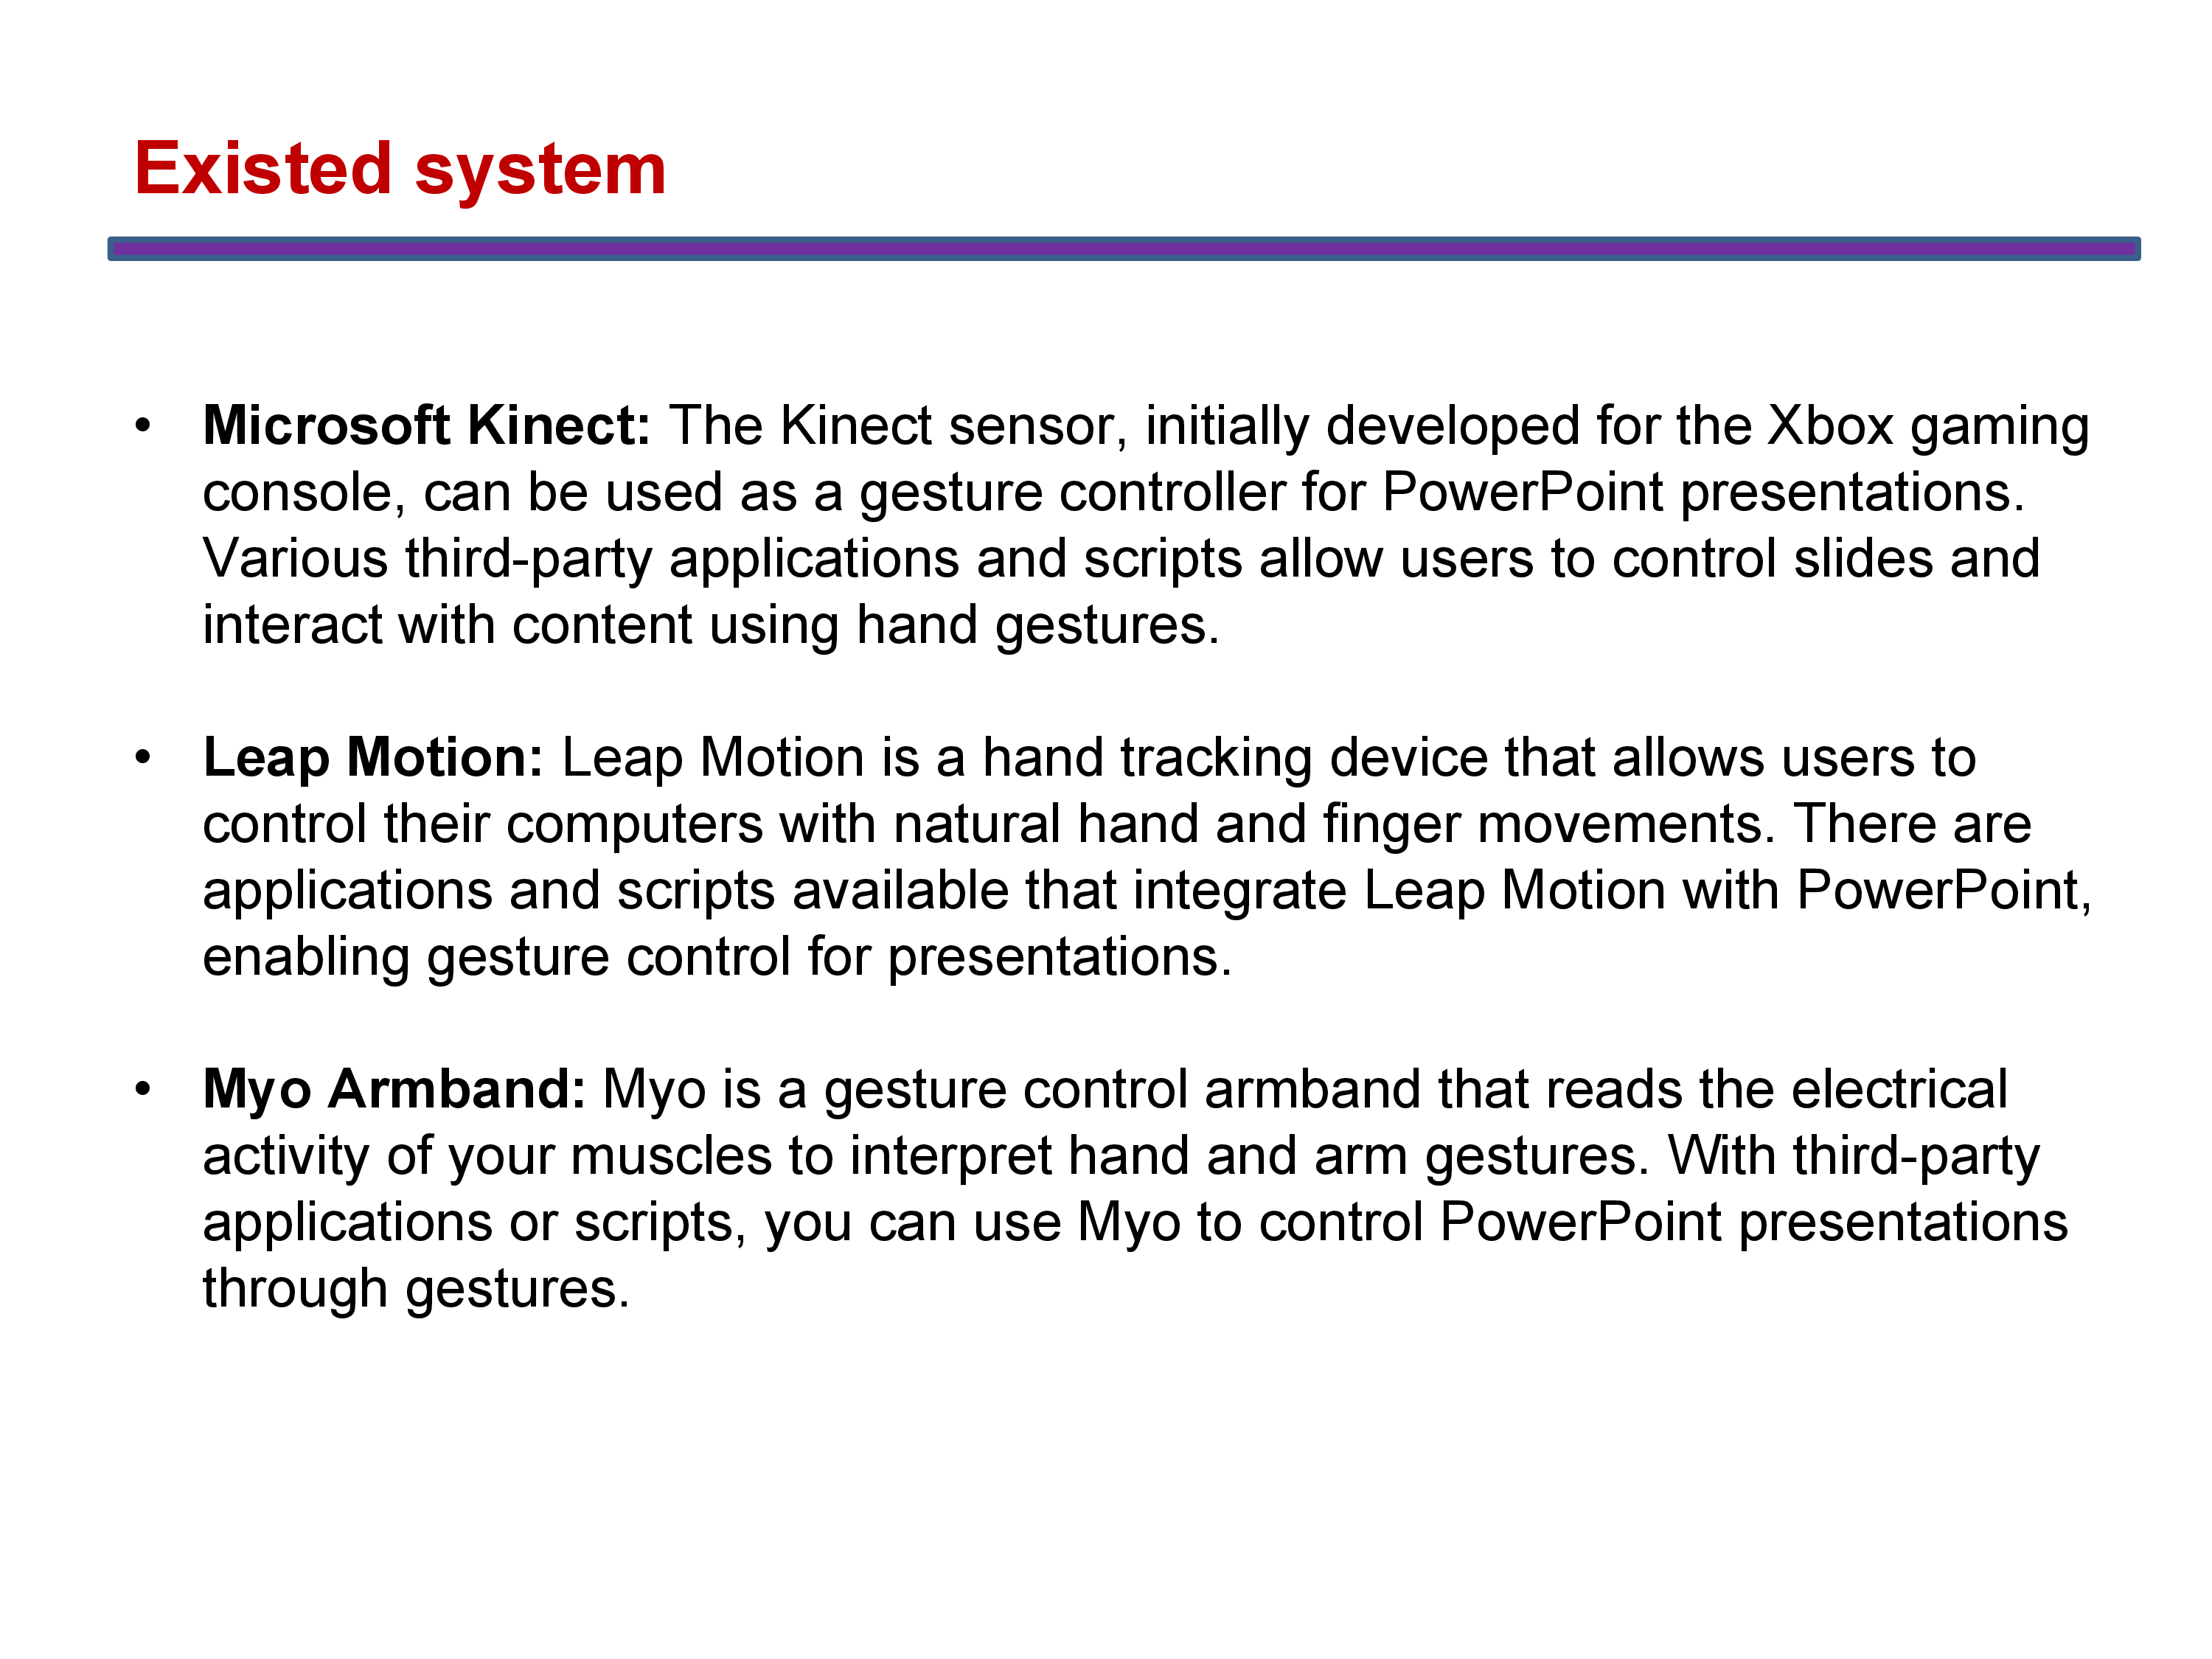 Existed system
• Microsoft Kinect: The Kinect sensor, initially developed for the Xbox gaming
console, can be used as a gesture controller for PowerPoint presentations.
Various third-party applications and scripts allow users to control slides and
interact with content using hand gestures.
• Leap Motion: Leap Motion is a hand tracking device that allows users to
control their computers with natural hand and finger movements. There are
applications and scripts available that integrate Leap Motion with PowerPoint,
enabling gesture control for presentations.
• Myo Armband: Myo is a gesture control armband that reads the electrical
activity of your muscles to interpret hand and arm gestures. With third-party
applications or scripts, you can use Myo to control PowerPoint presentations
through gestures.